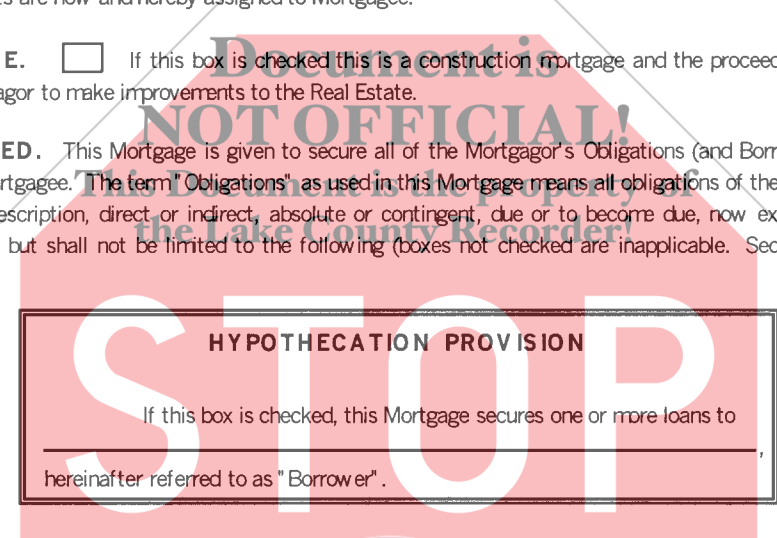 ts are now and hereby assigned to Mortgagee.
E. If this box is checked this is a construction mortgage and the proceed
agor to make improvements to the Real Estate.
ED. This Mortgage is given to secure all of the Mortgagor's Obligations (and Borr
rtgagee. The term "Obligations" as used in this Mortgage means all obligations of the
escription, direct or indirect, absolute or contingent, due or to become due, now ex
but shall not be limited to the following (boxes not checked are inapplicable. Sec
Document is
NOT OFFICIAL!
This Document is the property of
the Lake County Recorder!
STOP
HYPOTHECATION PROVISION
If this box is checked, this Mortgage secures one or more loans to
,
hereinafter referred to as "Borrower".